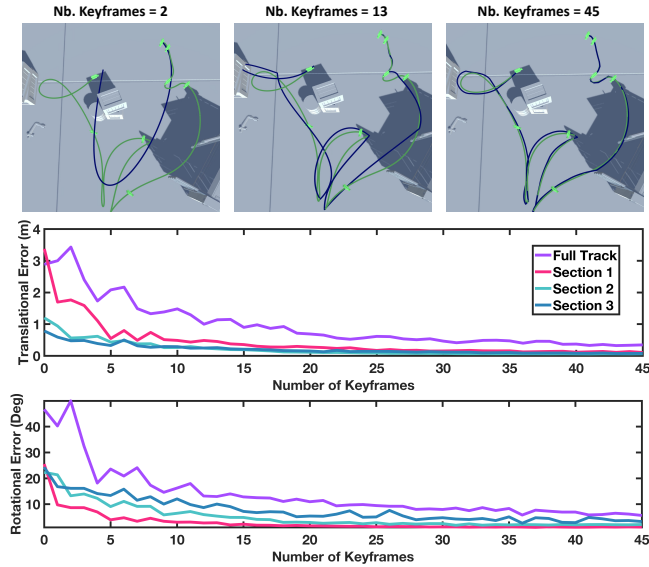 Nb. Keyframes = 2
Nb. Keyframes = 13
Nb. Keyframes = 45
Translational Error (m)
4
3
2
1
0
Full Track
Section 1
Section 2
Section 3
0 5 10 15 20 25 30 35 40 45
Number of Keyframes
Rotational Error (Deg)
40
30
20
10
0 5 10 15 20 25 30 35 40 45
Number of Keyframes